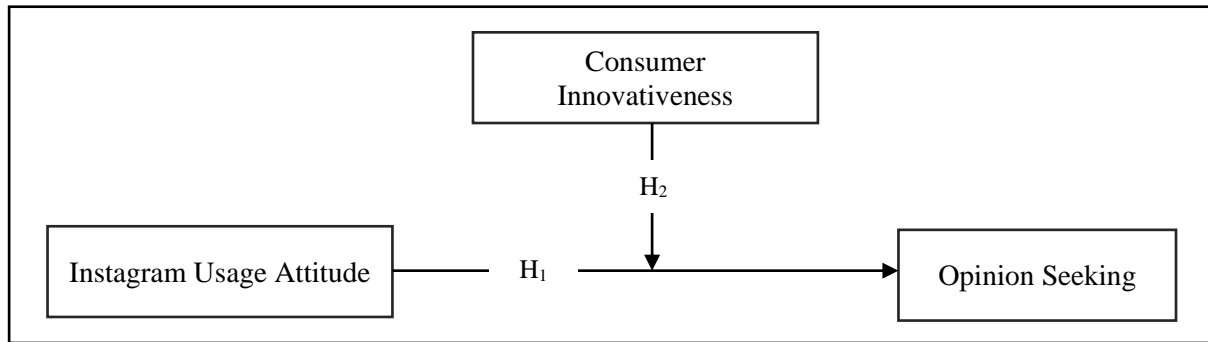 Consumer
Innovativeness
H₂
Instagram Usage Attitude
H₁
Opinion Seeking